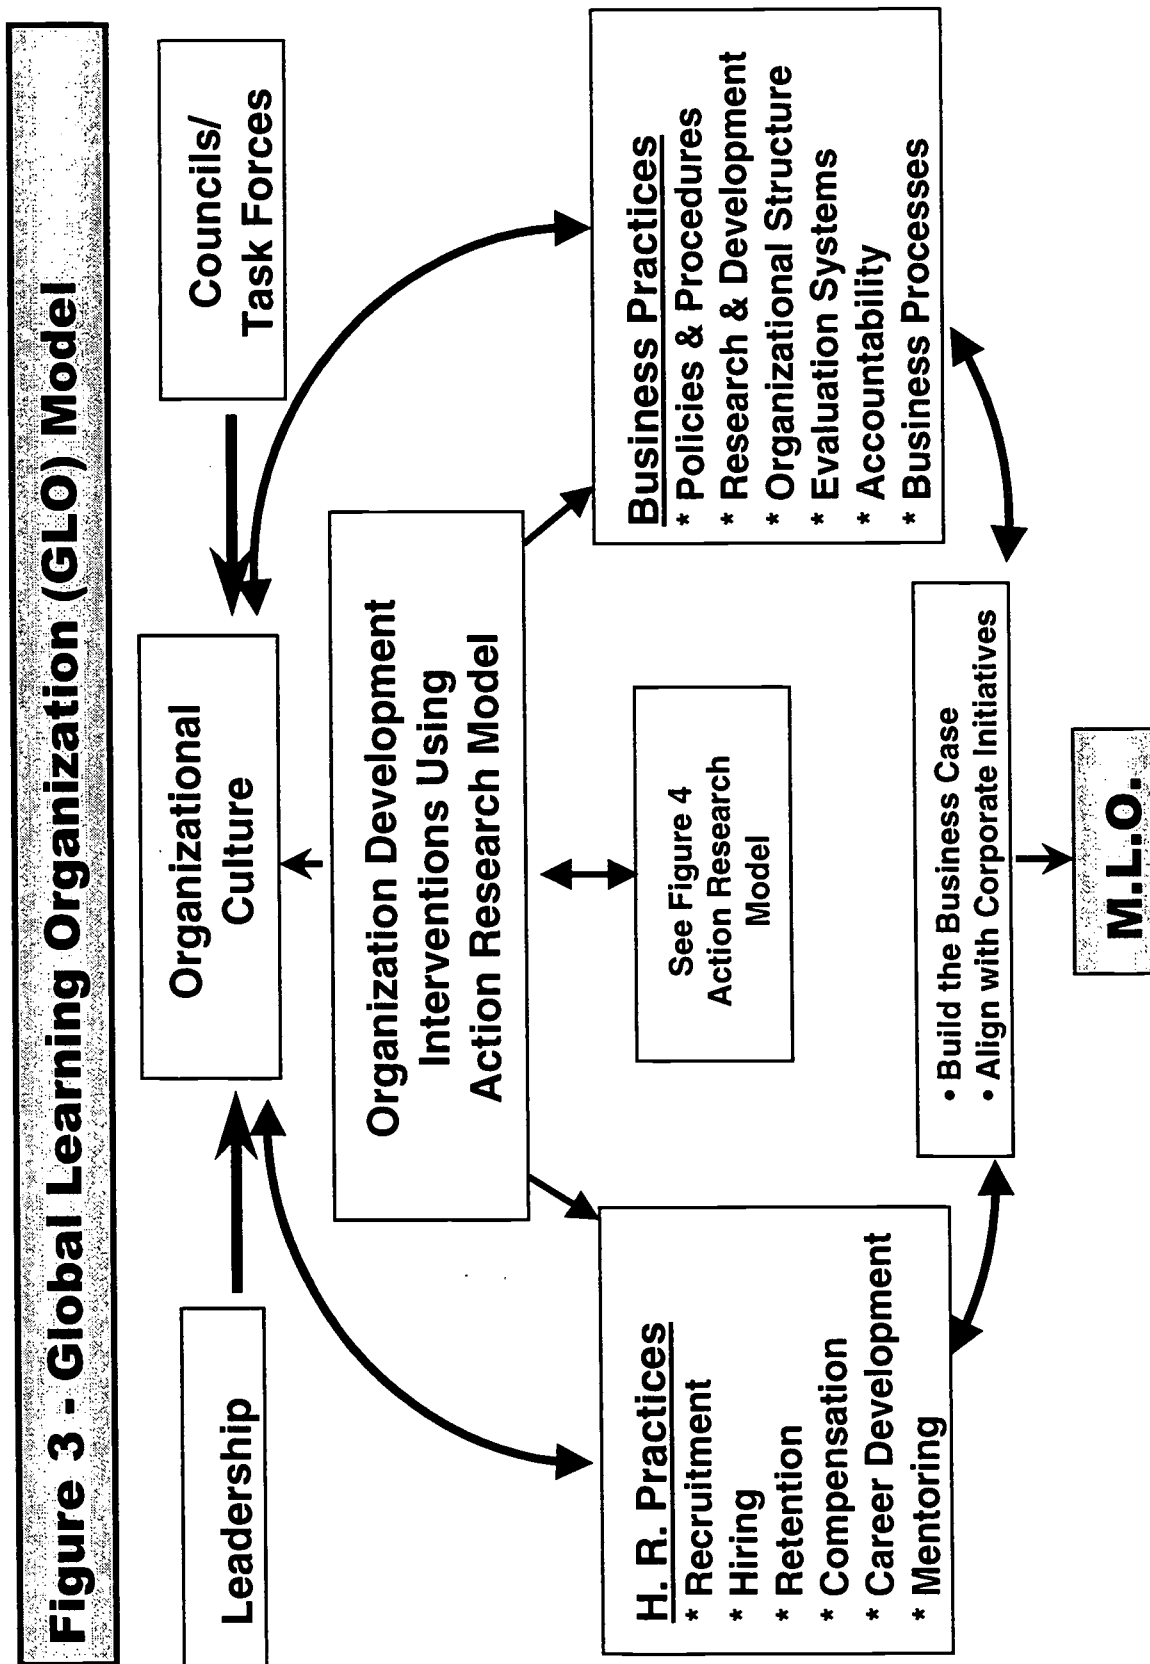 Figure 3 - Global Learning Organization (GLO) Model
Leadership
Organizational
Culture
Councils/
Task Forces
Organization Development
Interventions Using
Action Research Model
H. R. Practices
* Recruitment
* Hiring
* Retention
* Compensation
* Career Development
* Mentoring
See Figure 4
Action Research
Model
Business Practices
* Policies & Procedures
* Research & Development
* Organizational Structure
* Evaluation Systems
* Accountability
* Business Processes
• Build the Business Case
• Align with Corporate Initiatives
M.L.O.